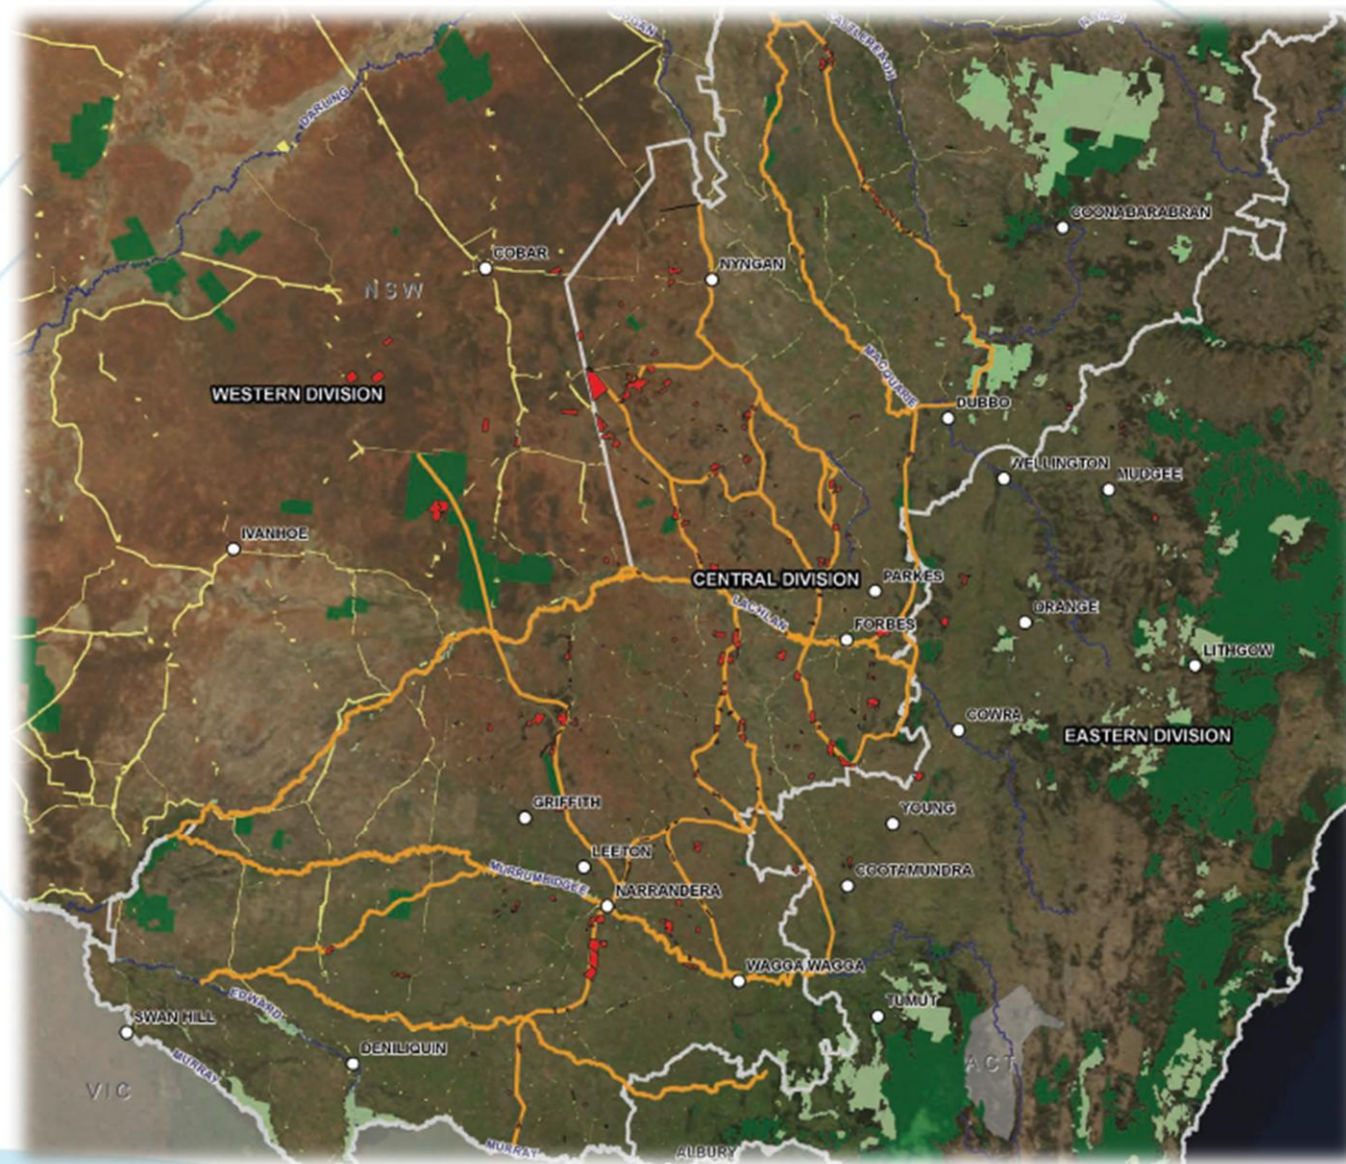 DARLING
COONABARABRAN
COBAR
NYNGAN
NSW
MACQUARIE
WESTERN DIVISION
DUBBO
WELLINGTON
MUDGEE
IVANHOE
CENTRAL DIVISION
PARKES
LACHLAN
ORANGE
FORBES
LITHGOW
COWRA
EASTERN DIVISION
GRIFFITH
YOUNG
LEETON
MURRUMBIDGEE
COOTAMUNDRA
NARRANDERA
WAGGA WAGGA
EDWARD
TUMUT
SWAN HILL
DENILIQUIN
MURRAY
ACT
VIC
MURRAY
ALBURY